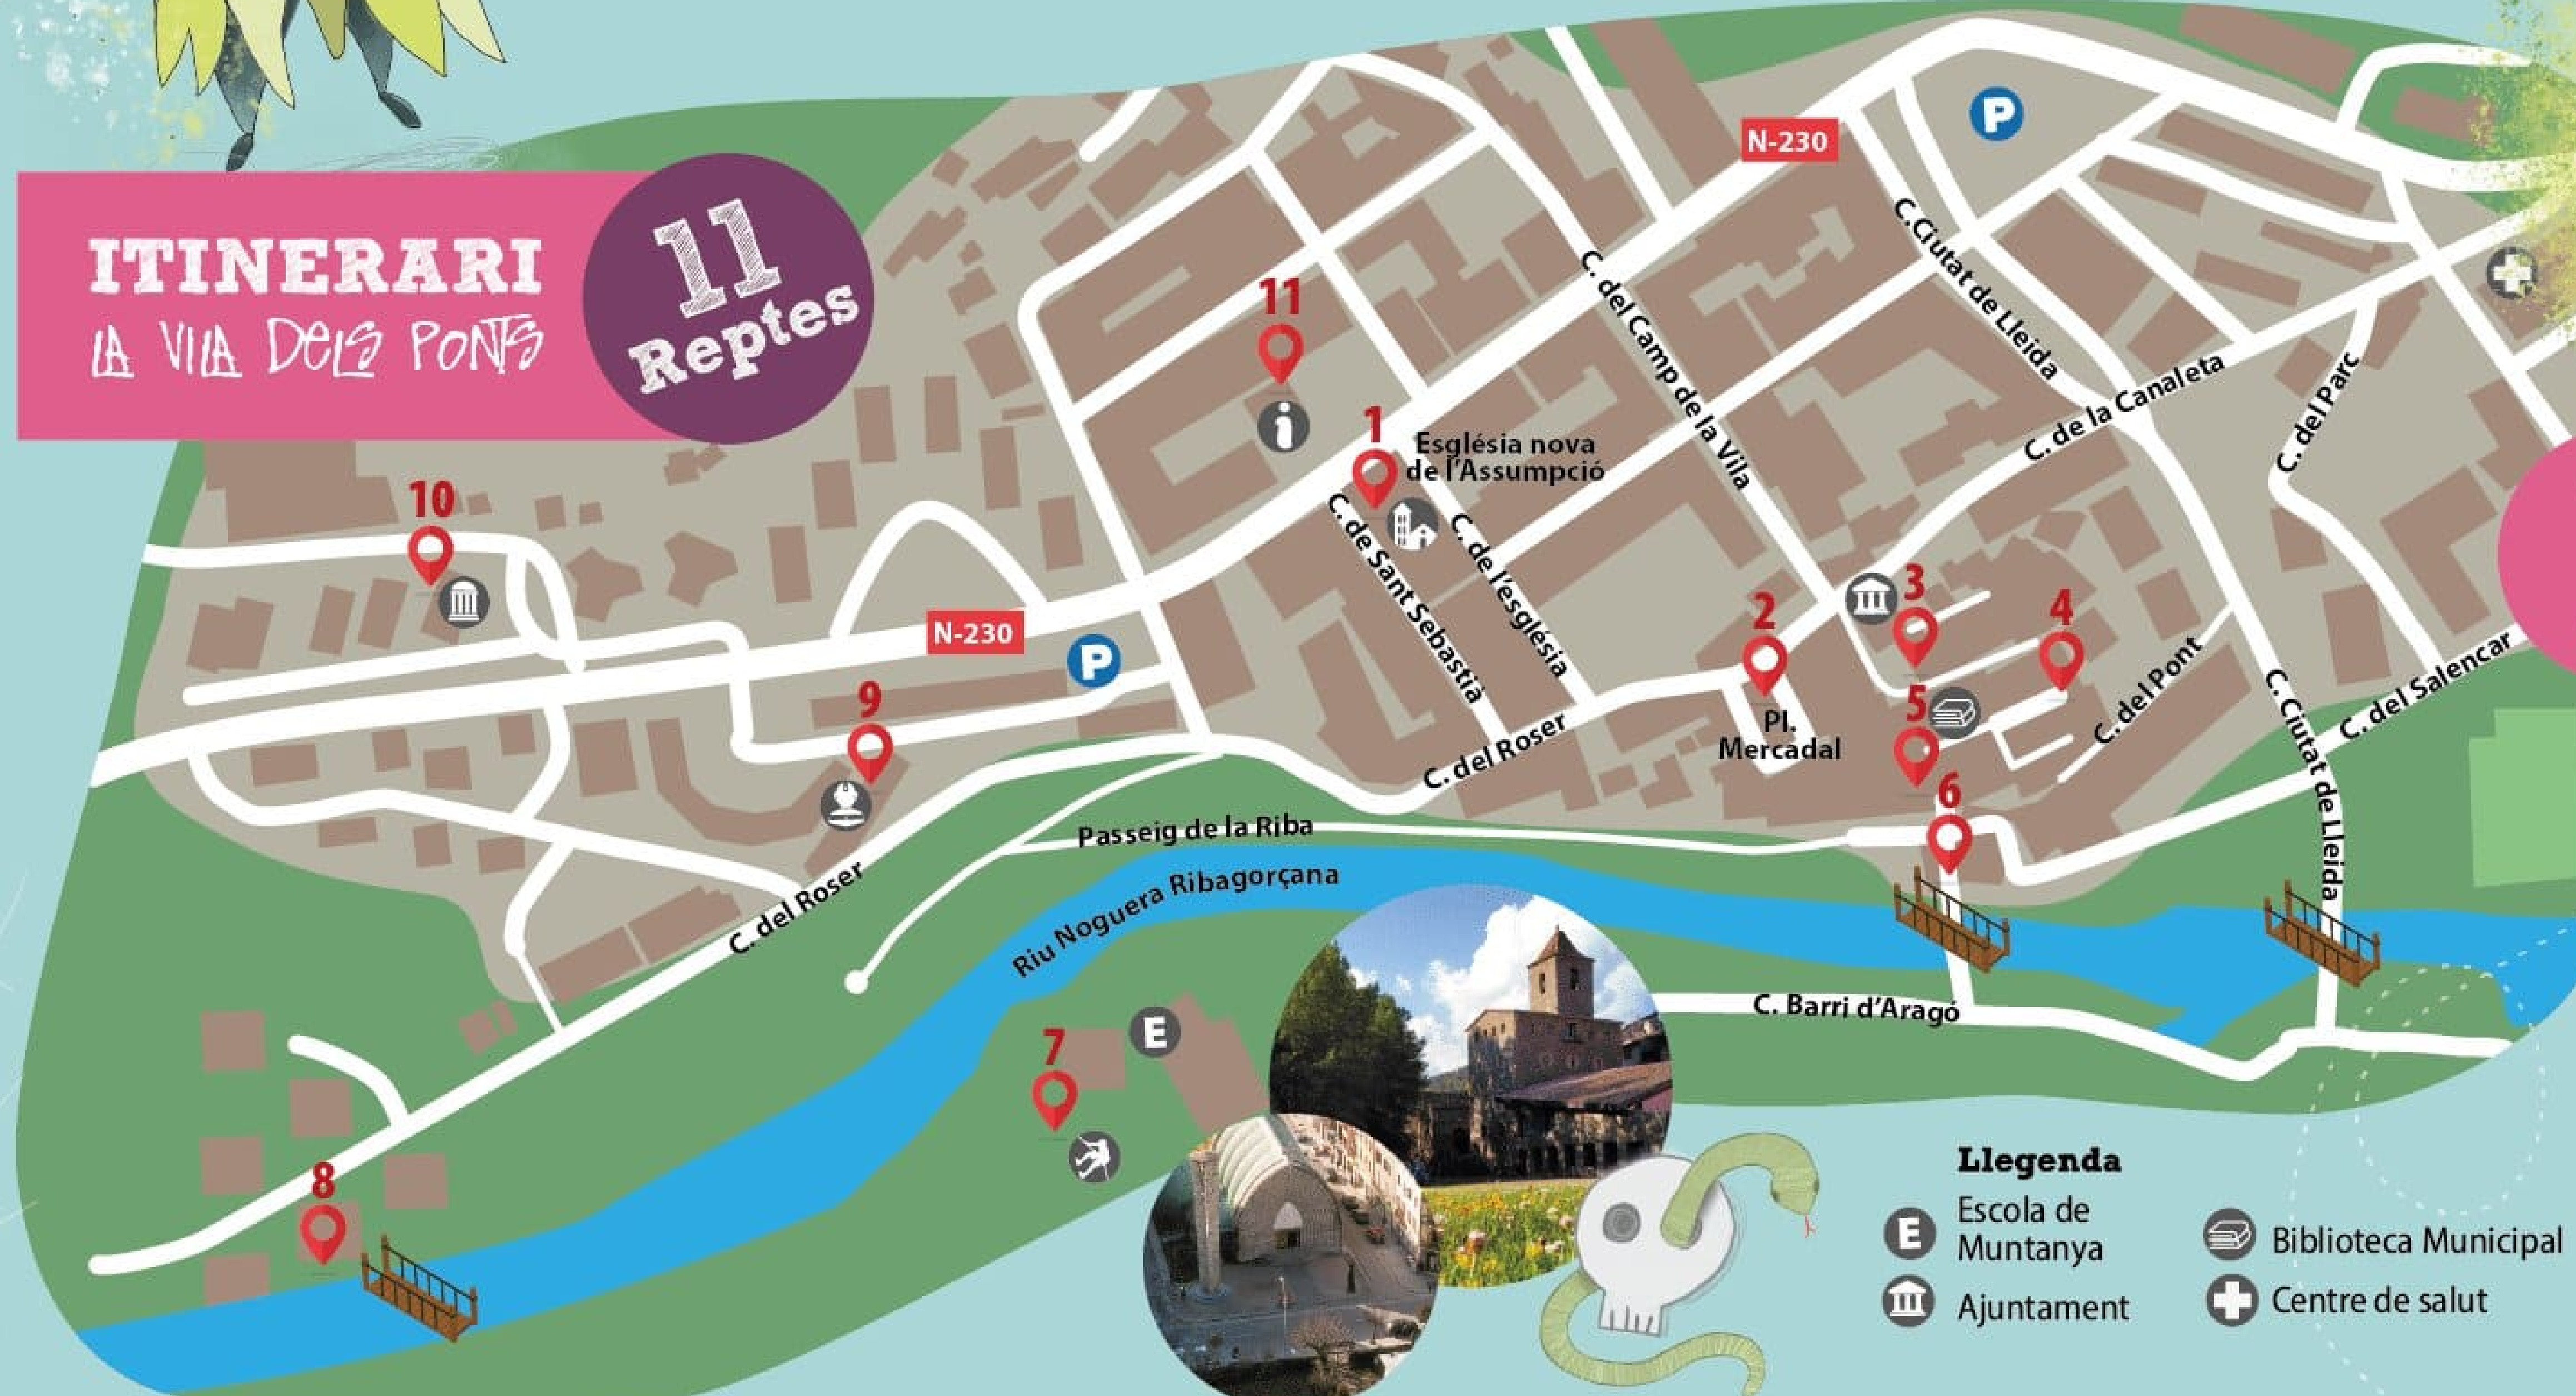 ITINERARI
LA VILA DELS PONTS
11
Reptes
N-230
P
C. Ciutat de Lleida
C. del Camp de la Vila
11
i
1
Església nova
de l'Assumpció
C. de la Canaleta
C. del Parc
10
C. de Sant Sebastià
C. de l'església
N-230
P
2
3
4
9
5
Pl.
Mercadal
C. del Pont
C. del Salencar
C. Ciutat de Lleida
C. del Roser
6
Passeig de la Riba
C. del Roser
Riu Noguera Ribagorçana
C. Barri d'Aragó
7
E
8
Llegenda
E
Escola de
Muntanya
Biblioteca Municipal
Ajuntament
Centre de salut